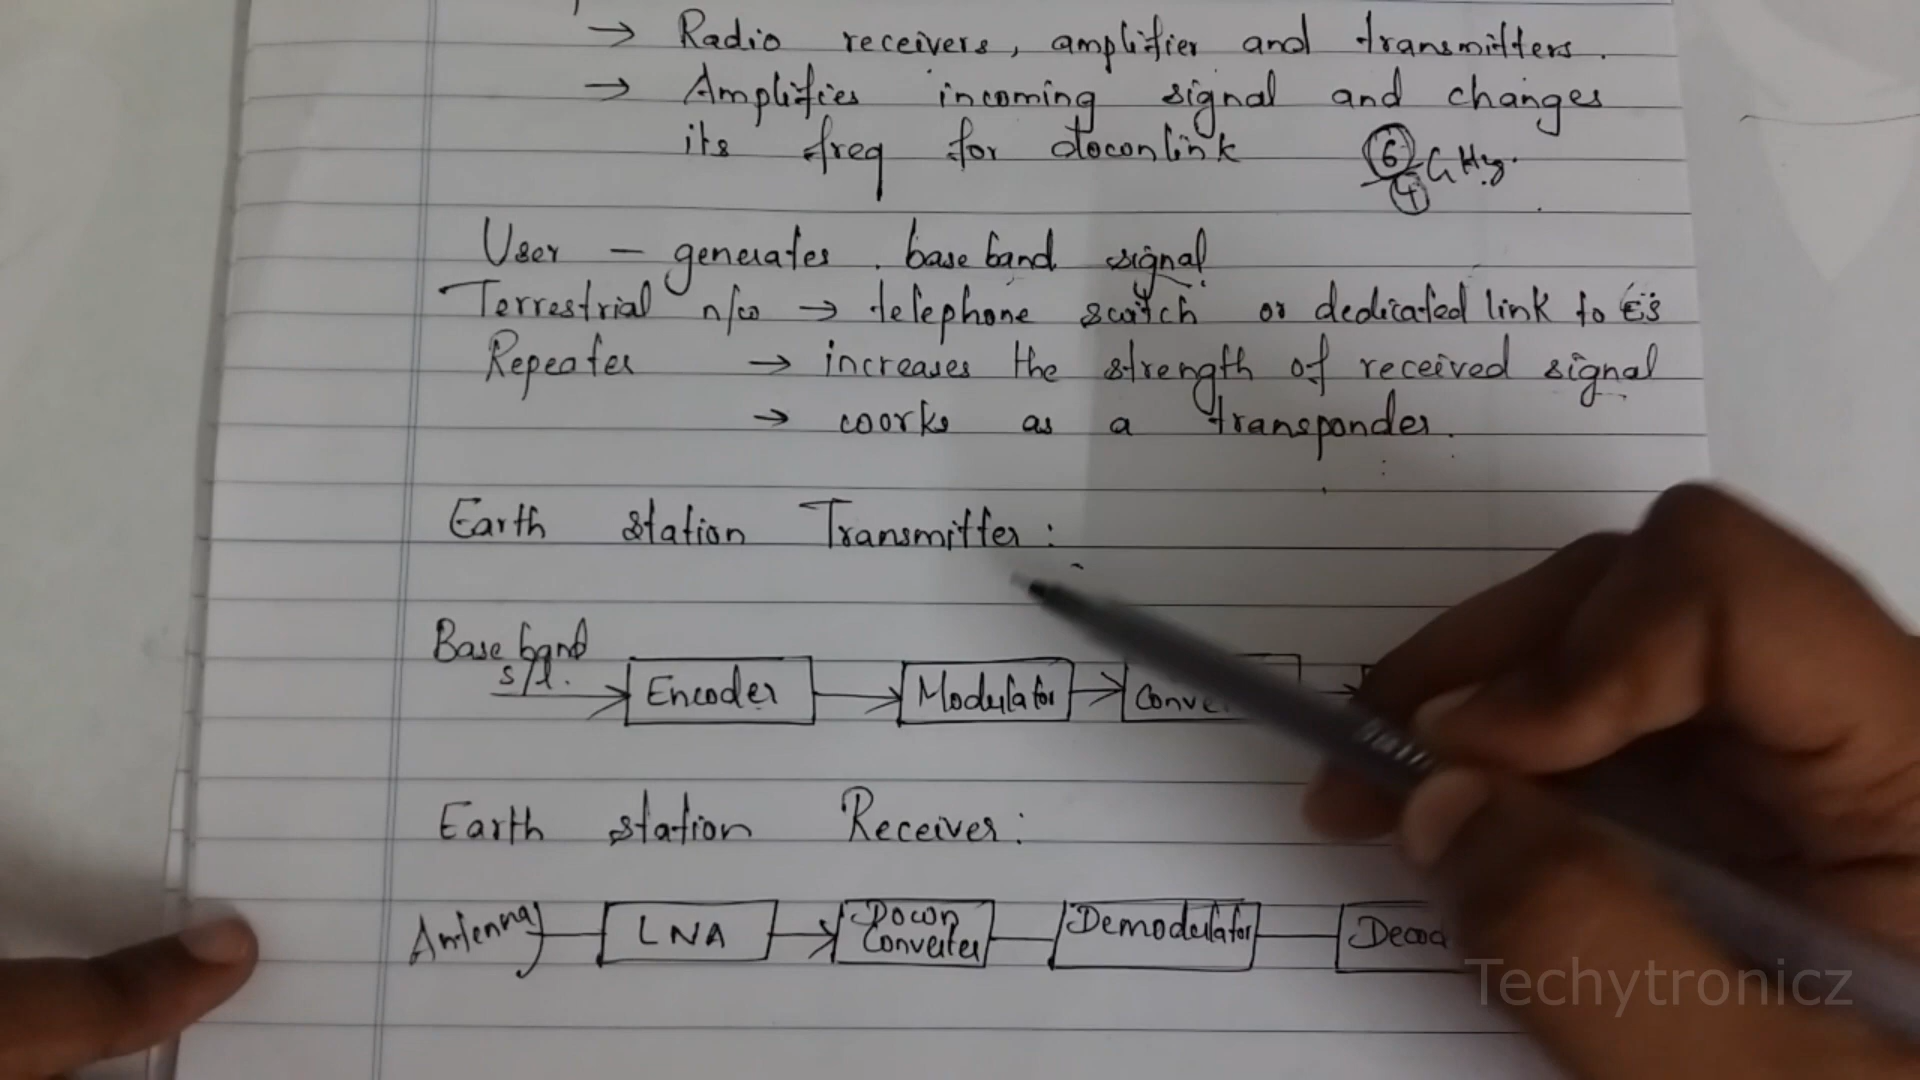 → Radio receivers, amplifier and transmitters.
→ Amplifies incoming signal and changes
its freq for downlink 6/4 GHz.
User - generates base band signal
Terrestrial n/w → telephone switch or dedicated link to ES
Repeater → increases the strength of received signal
→ works as a transponder.
Earth station Transmitter:
Base band
s/l.
Encoder Modulator
Earth station Receiver:
Antenna LNA Down Converter Demodulator
Techytronicz